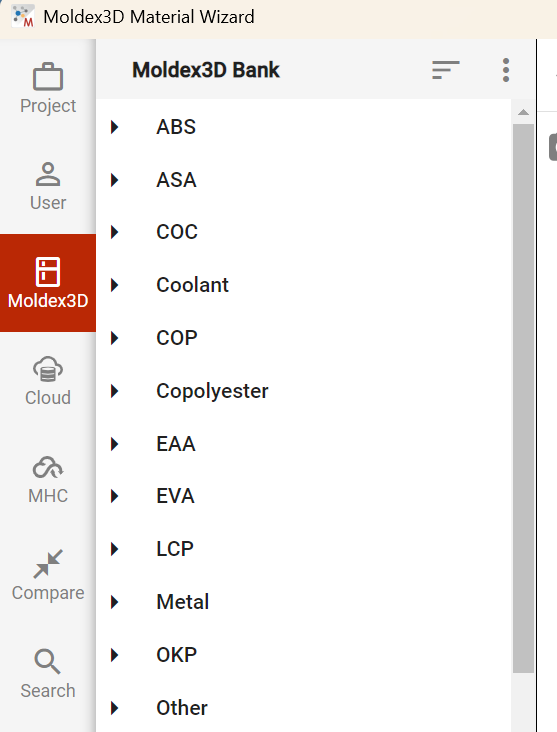 Moldex3D Material Wizard
Moldex3D Bank
Project
User
Moldex3D
Cloud
MHC
Compare
Search
ABS
ASA
COC
Coolant
COP
Copolyester
EAA
EVA
LCP
Metal
OKP
Other